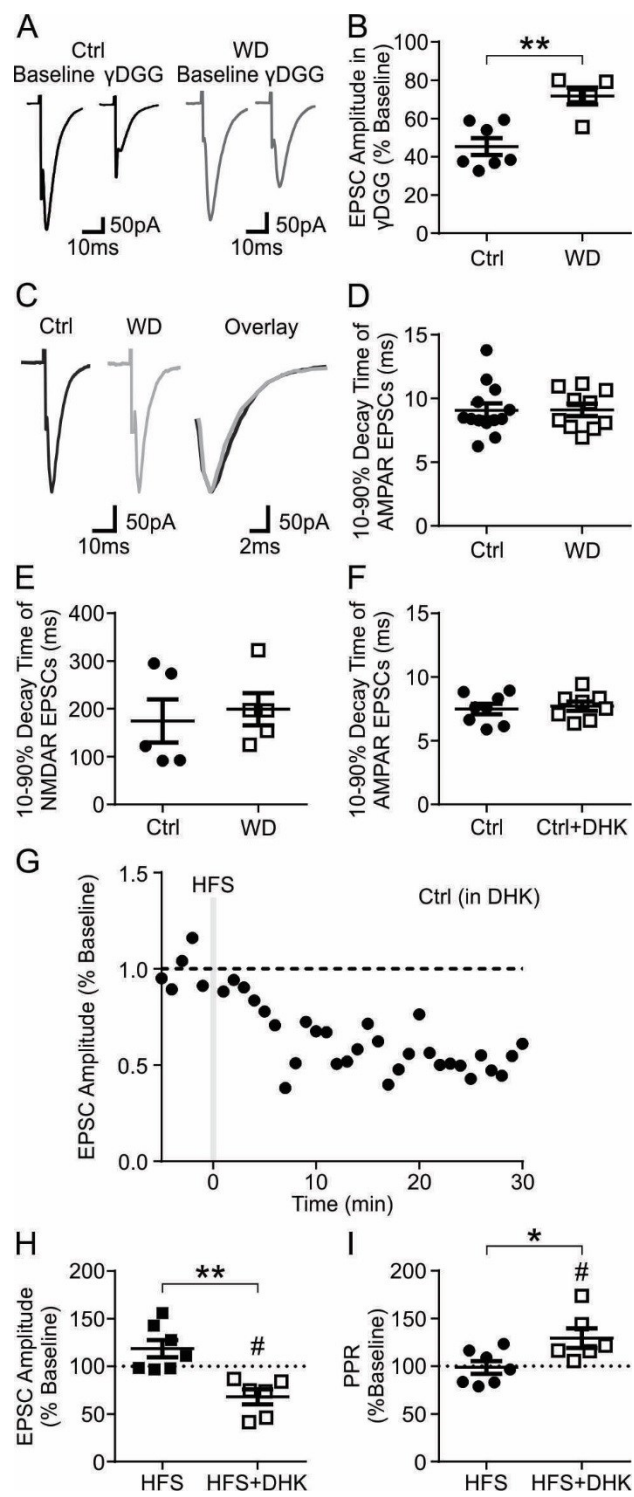 A
Ctrl
Baseline γDGG
WD
Baseline γDGG
50pA
10ms
50pA
10ms
B
EPSC Amplitude in
γDGG (% Baseline)
100
80
60
40
20
0
**
Ctrl
WD
C
Ctrl
WD
Overlay
50pA
10ms
50pA
2ms
D
10-90% Decay Time of
AMPAR EPSCs (ms)
15
10
5
0
Ctrl
WD
E
10-90% Decay Time of
NMDAR EPSCs (ms)
400
300
200
100
0
Ctrl
WD
F
10-90% Decay Time of
AMPAR EPSCs (ms)
15
10
5
0
Ctrl
Ctrl+DHK
G
EPSC Amplitude (% Baseline)
1.5
1.0
0.5
0.0
HFS
Ctrl (in DHK)
0
10
20
30
Time (min)
H
EPSC Amplitude
(% Baseline)
200
150
100
50
0
**
#
HFS
HFS+DHK
I
PPR
(%Baseline)
200
150
100
50
0
*
#
HFS
HFS+DHK